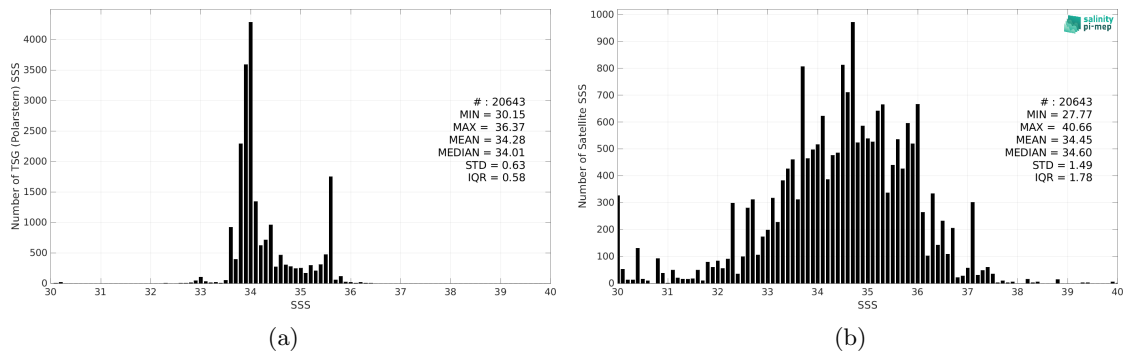 4000
3500
3000
2500
2000
1500
1000
500
0
Number of TSG (Polarstern) SSS
# : 20643
MIN = 30.15
MAX = 36.37
MEAN = 34.28
MEDIAN = 34.01
STD = 0.63
IQR = 0.58
30 31 32 33 34 35 36 37 38 39 40
SSS
(a)
1000
900
800
700
600
500
400
300
200
100
0
Number of Satellite SSS
salinity
pi-mep
# : 20643
MIN = 27.77
MAX = 40.66
MEAN = 34.45
MEDIAN = 34.60
STD = 1.49
IQR = 1.78
30 31 32 33 34 35 36 37 38 39 40
SSS
(b)